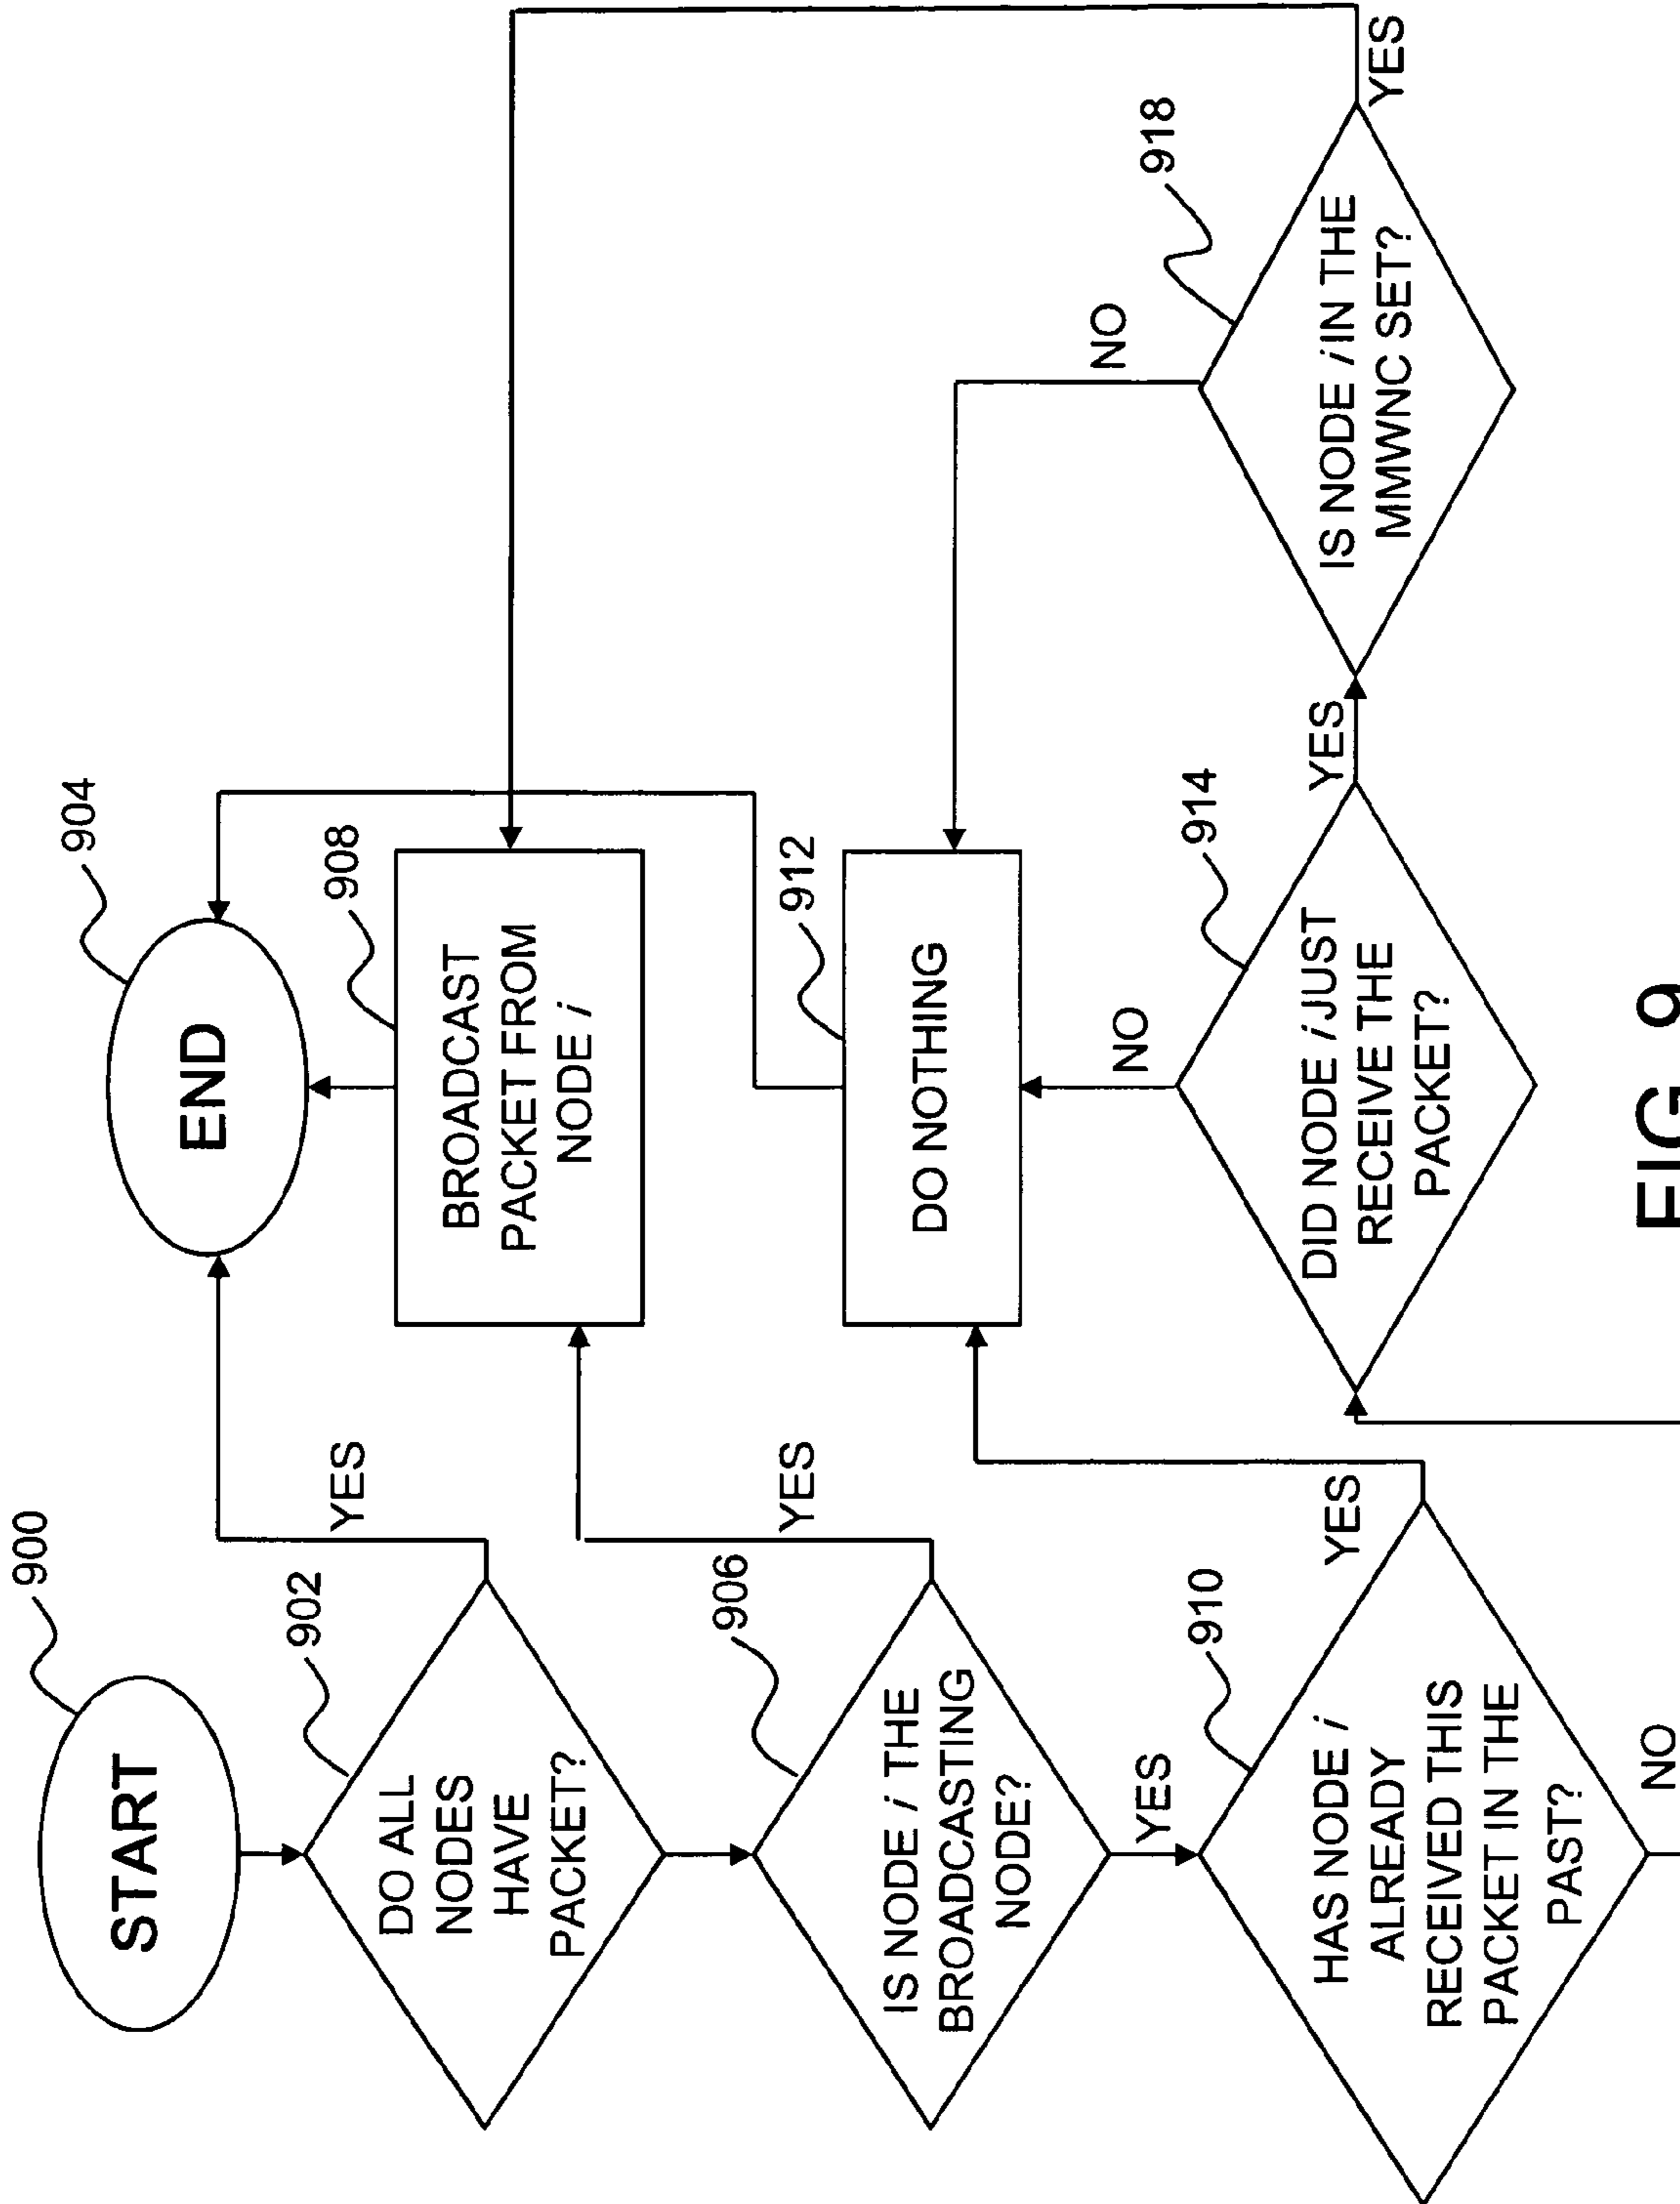 900
START
902
DO ALL
NODES
HAVE
PACKET?
YES
904
END
906
IS NODE i THE
BROADCASTING
NODE?
YES
YES
908
BROADCAST
PACKET FROM
NODE i
910
HAS NODE i
ALREADY
RECEIVED THIS
PACKET IN THE
PAST?
YES
NO
912
DO NOTHING
NO
914
DID NODE i JUST
RECEIVE THE
PACKET?
YES
918
IS NODE i IN THE
MMWNC SET?
NO
YES
FIG. 9